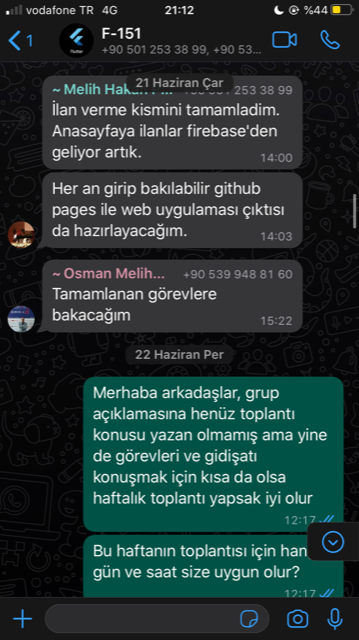 vodafone TR 4G
21:12
%44
1
F-151
+90 501 253 38 99, +90 53...
21 Haziran Çar
~ Melih Hakan
253 38 99
İlan verme kismini tamamladim.
Anasayfaya ilanlar firebase'den
geliyor artık.
14:00
Her an girip bakılabilir github
pages ile web uygulaması çıktısı
da hazırlayacağım.
14:03
~ Osman Melih...
+90 539 948 81 60
Tamamlanan görevlere
bakacağım
15:22
22 Haziran Per
Merhaba arkadaşlar, grup
açıklamasına henüz toplantı
konusu yazan olmamış ama yine
de görevleri ve gidişatı
konuşmak için kısa da olsa
haftalık toplantı yapsak iyi olur
12:17
Bu haftanın toplantısı için
gün ve saat size uygun olur?
12:17